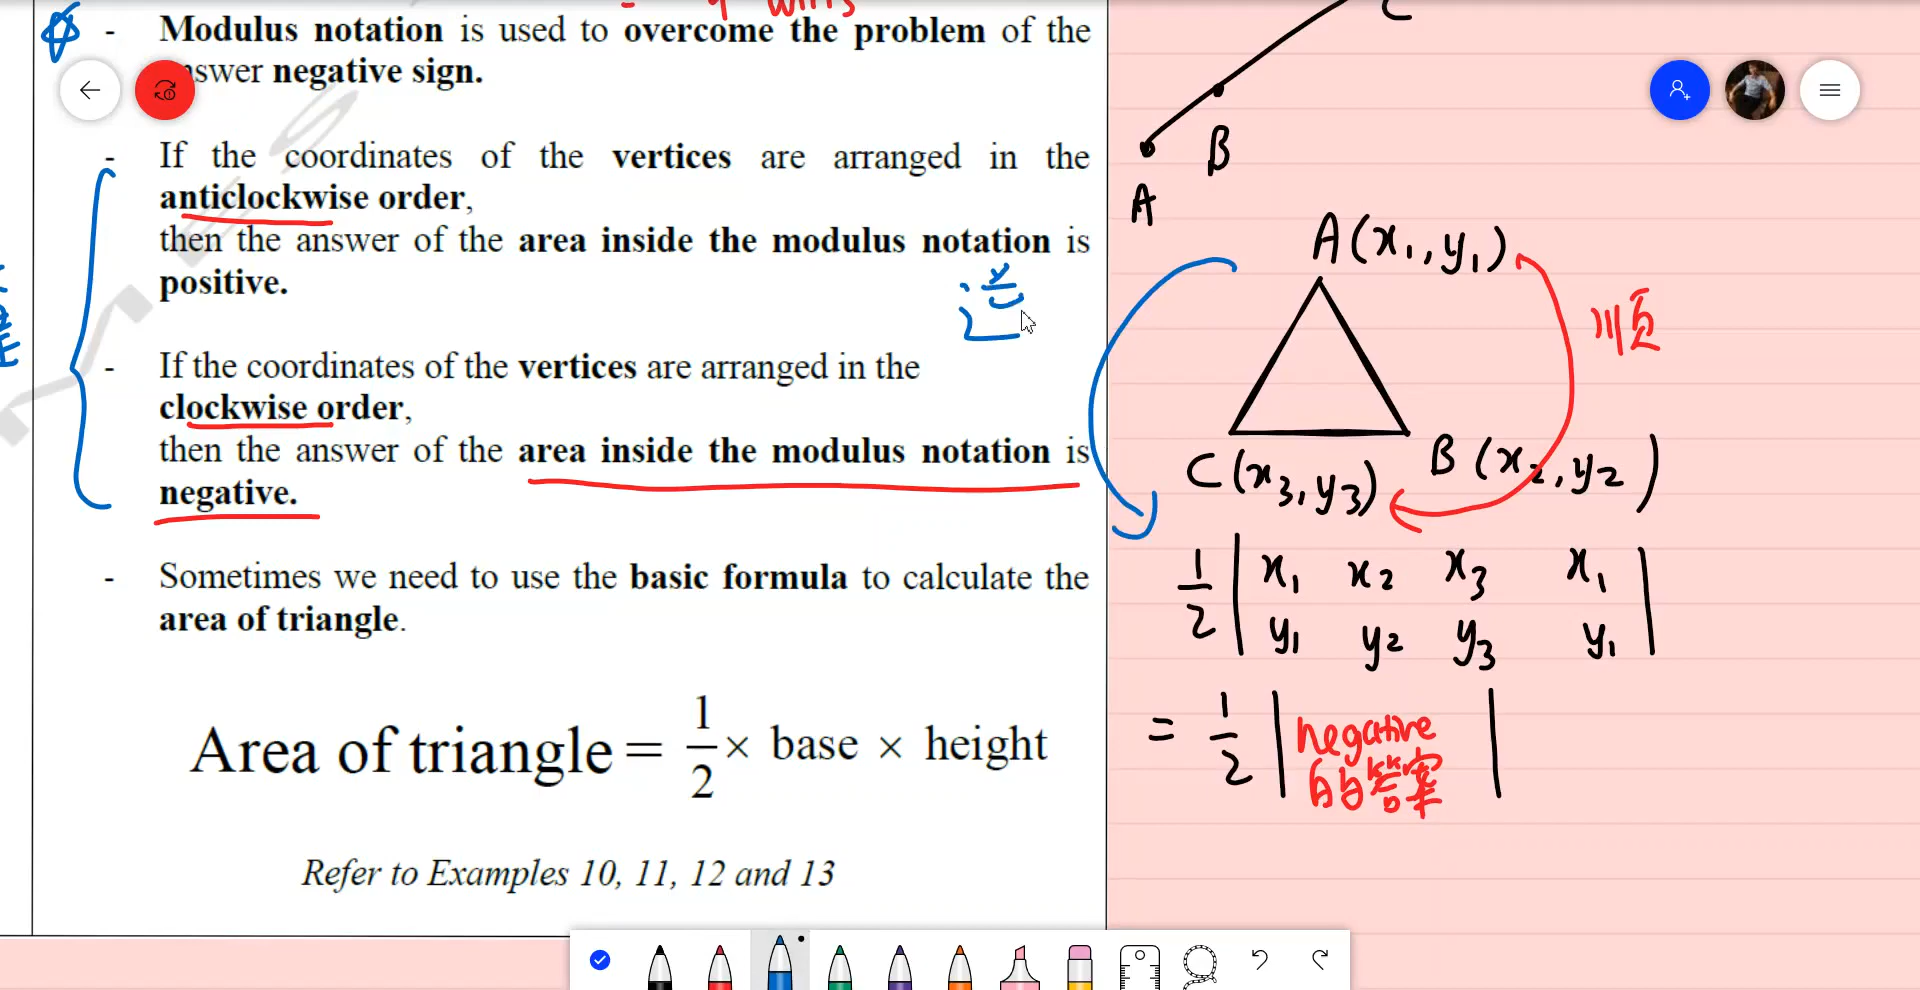 - Modulus notation is used to overcome the problem of the
nswer negative sign.
- If the coordinates of the vertices are arranged in the
anticlockwise order,
then the answer of the area inside the modulus notation is
positive.
- If the coordinates of the vertices are arranged in the
clockwise order,
then the answer of the area inside the modulus notation is
negative.
- Sometimes we need to use the basic formula to calculate the
area of triangle.
Area of triangle = 1/2 × base × height
Refer to Examples 10, 11, 12 and 13
C
B
A
A(x₁, y₁)
顺
C(x₃, y₃) B(x₂, y₂)
1/2 | x₁ x₂ x₃ x₁ |
| y₁ y₂ y₃ y₁ |
= 1/2 | negative
的答案 |